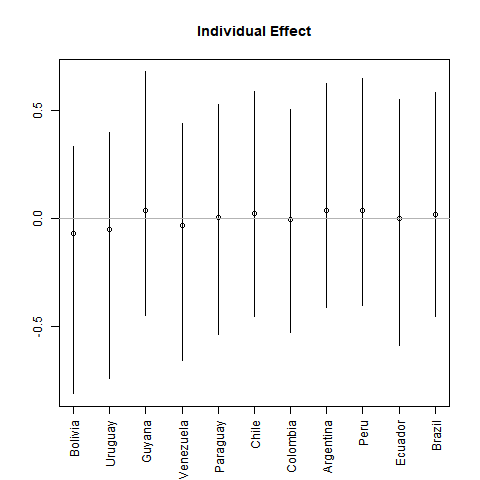 Individual Effect
0.5
0.0
-0.5
Bolivia
Uruguay
Guyana
Venezuela
Paraguay
Chile
Colombia
Argentina
Peru
Ecuador
Brazil